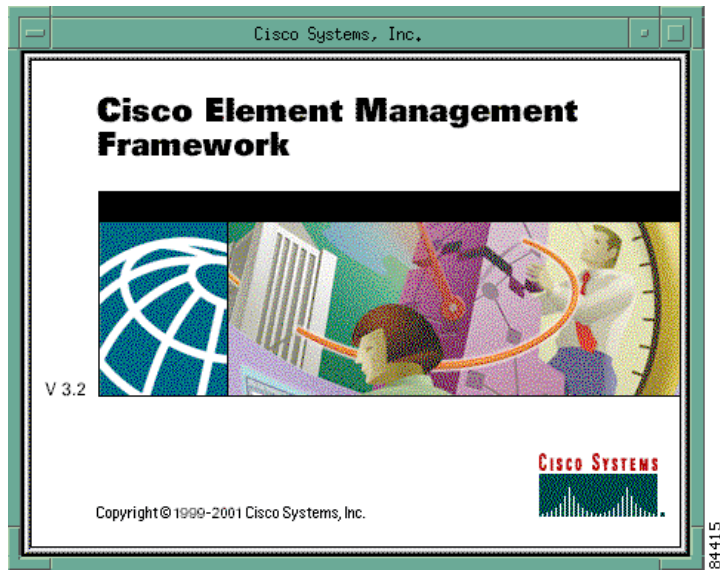 Cisco Systems, Inc.
Cisco Element Management
Framework
V 3.2
CISCO SYSTEMS
Copyright © 1999-2001 Cisco Systems, Inc.
84415